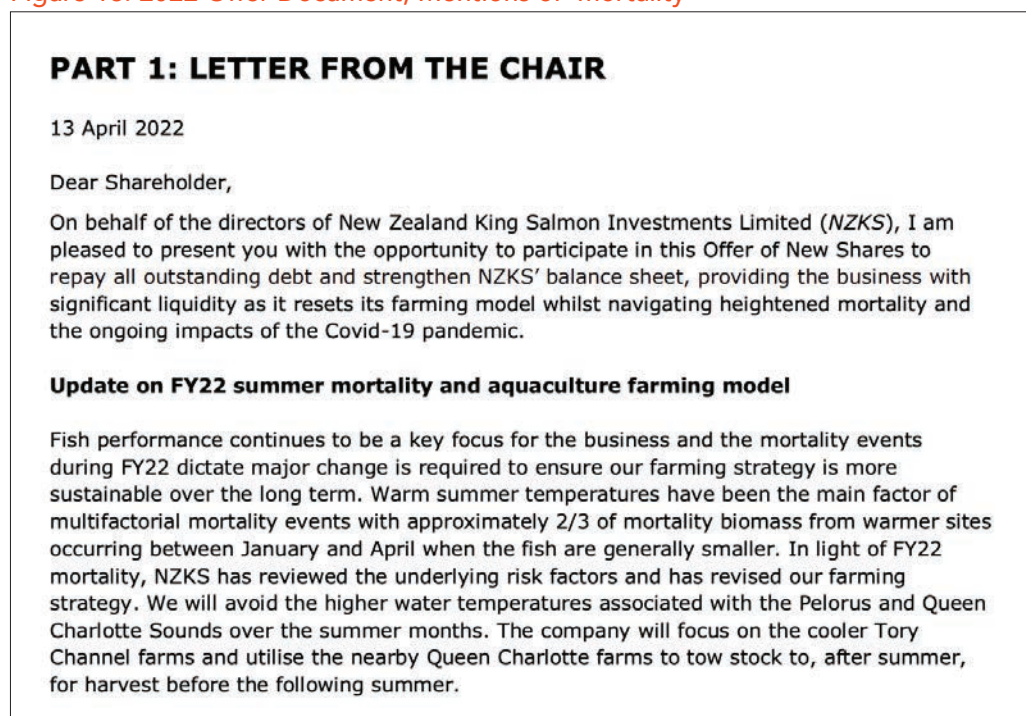 PART 1: LETTER FROM THE CHAIR
13 April 2022
Dear Shareholder,
On behalf of the directors of New Zealand King Salmon Investments Limited (NZKS), I am
pleased to present you with the opportunity to participate in this Offer of New Shares to
repay all outstanding debt and strengthen NZKS' balance sheet, providing the business with
significant liquidity as it resets its farming model whilst navigating heightened mortality and
the ongoing impacts of the Covid-19 pandemic.
Update on FY22 summer mortality and aquaculture farming model
Fish performance continues to be a key focus for the business and the mortality events
during FY22 dictate major change is required to ensure our farming strategy is more
sustainable over the long term. Warm summer temperatures have been the main factor of
multifactorial mortality events with approximately 2/3 of mortality biomass from warmer sites
occurring between January and April when the fish are generally smaller. In light of FY22
mortality, NZKS has reviewed the underlying risk factors and has revised our farming
strategy. We will avoid the higher water temperatures associated with the Pelorus and Queen
Charlotte Sounds over the summer months. The company will focus on the cooler Tory
Channel farms and utilise the nearby Queen Charlotte farms to tow stock to, after summer,
for harvest before the following summer.